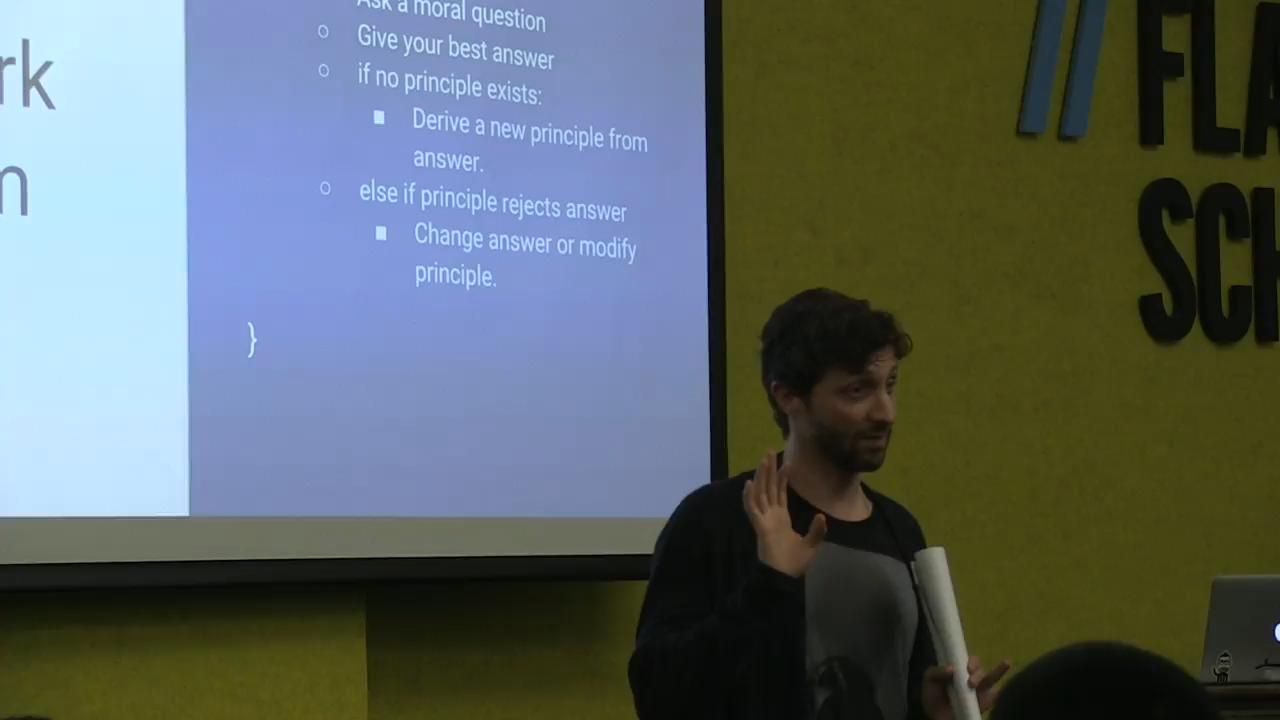 rk
m
Ask a moral question
Give your best answer
if no principle exists:
Derive a new principle from
answer.
else if principle rejects answer
Change answer or modify
principle.
}
// FLA
SCH